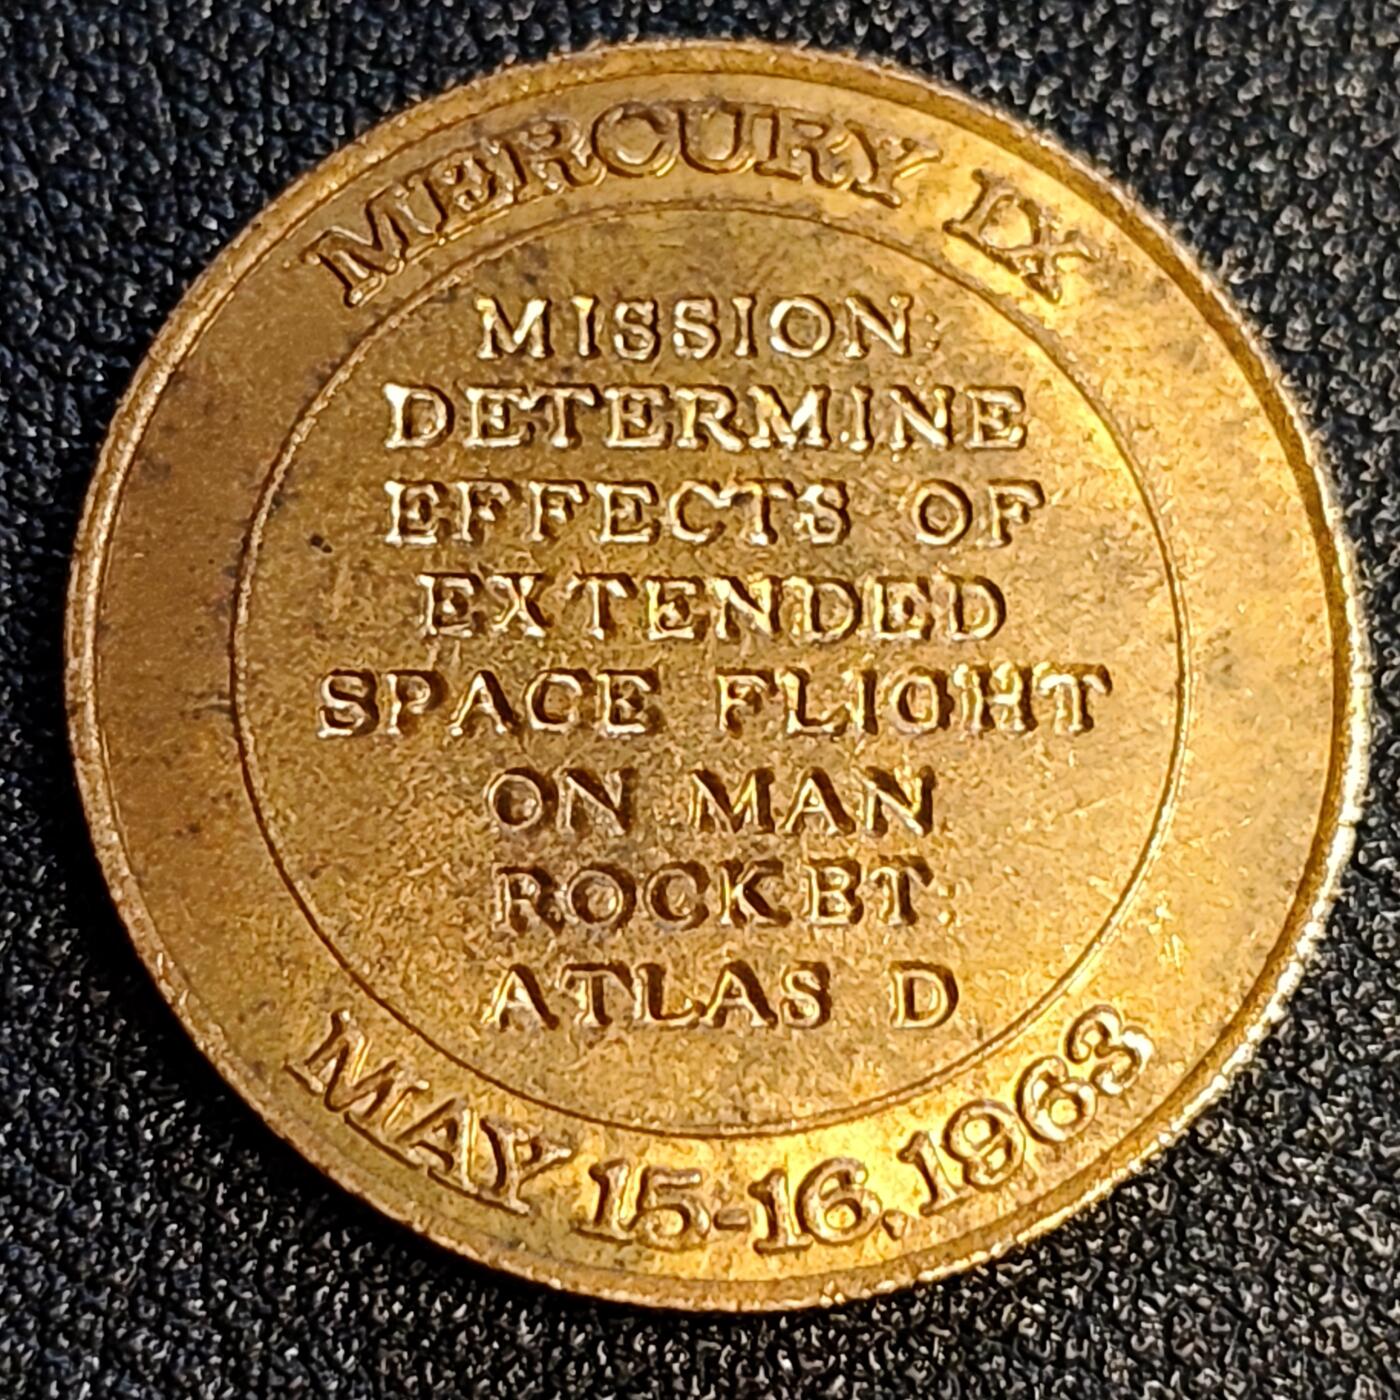 MERCURY IX
MISSION:
DETERMINE
EFFECTS OF
EXTENDED
SPACE FLIGHT
ON MAN
ROCKET:
ATLAS D
MAY 15-16, 1963